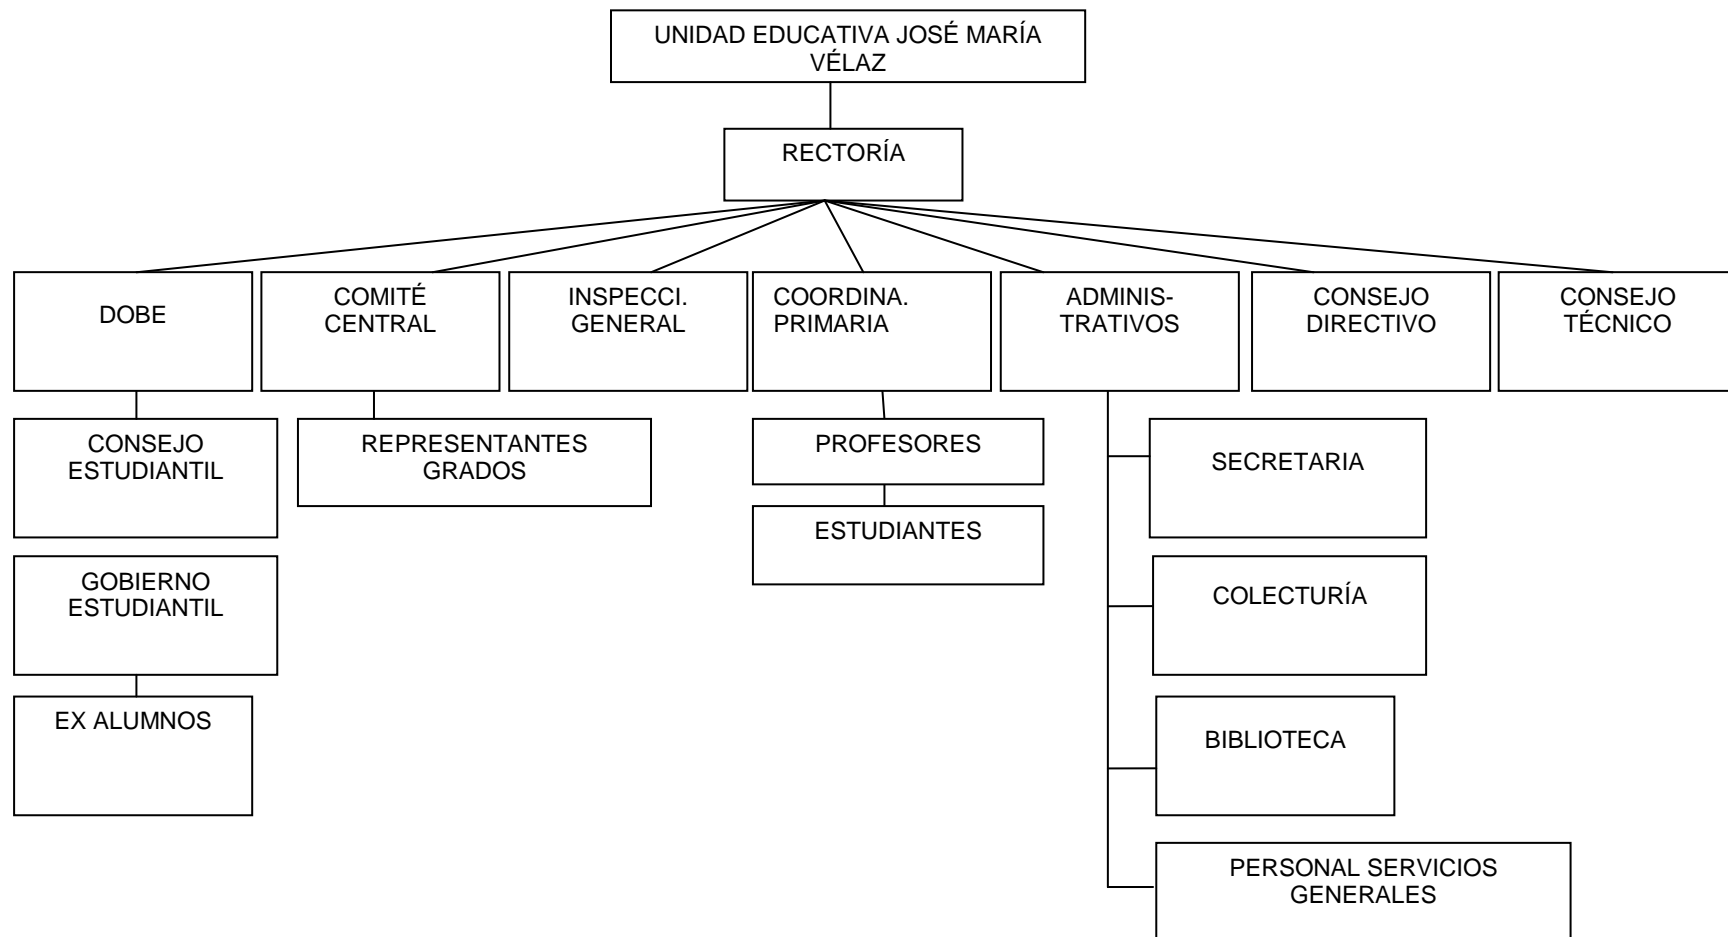 UNIDAD EDUCATIVA JOSÉ MARÍA
VÉLAZ
RECTORÍA
DOBE
COMITÉ
CENTRAL
INSPECCI.
GENERAL
COORDINA.
PRIMARIA
ADMINIS-
TRATIVOS
CONSEJO
DIRECTIVO
CONSEJO
TÉCNICO
CONSEJO
ESTUDIANTIL
REPRESENTANTES
GRADOS
PROFESORES
SECRETARIA
ESTUDIANTES
GOBIERNO
ESTUDIANTIL
COLECTURÍA
EX ALUMNOS
BIBLIOTECA
PERSONAL SERVICIOS
GENERALES